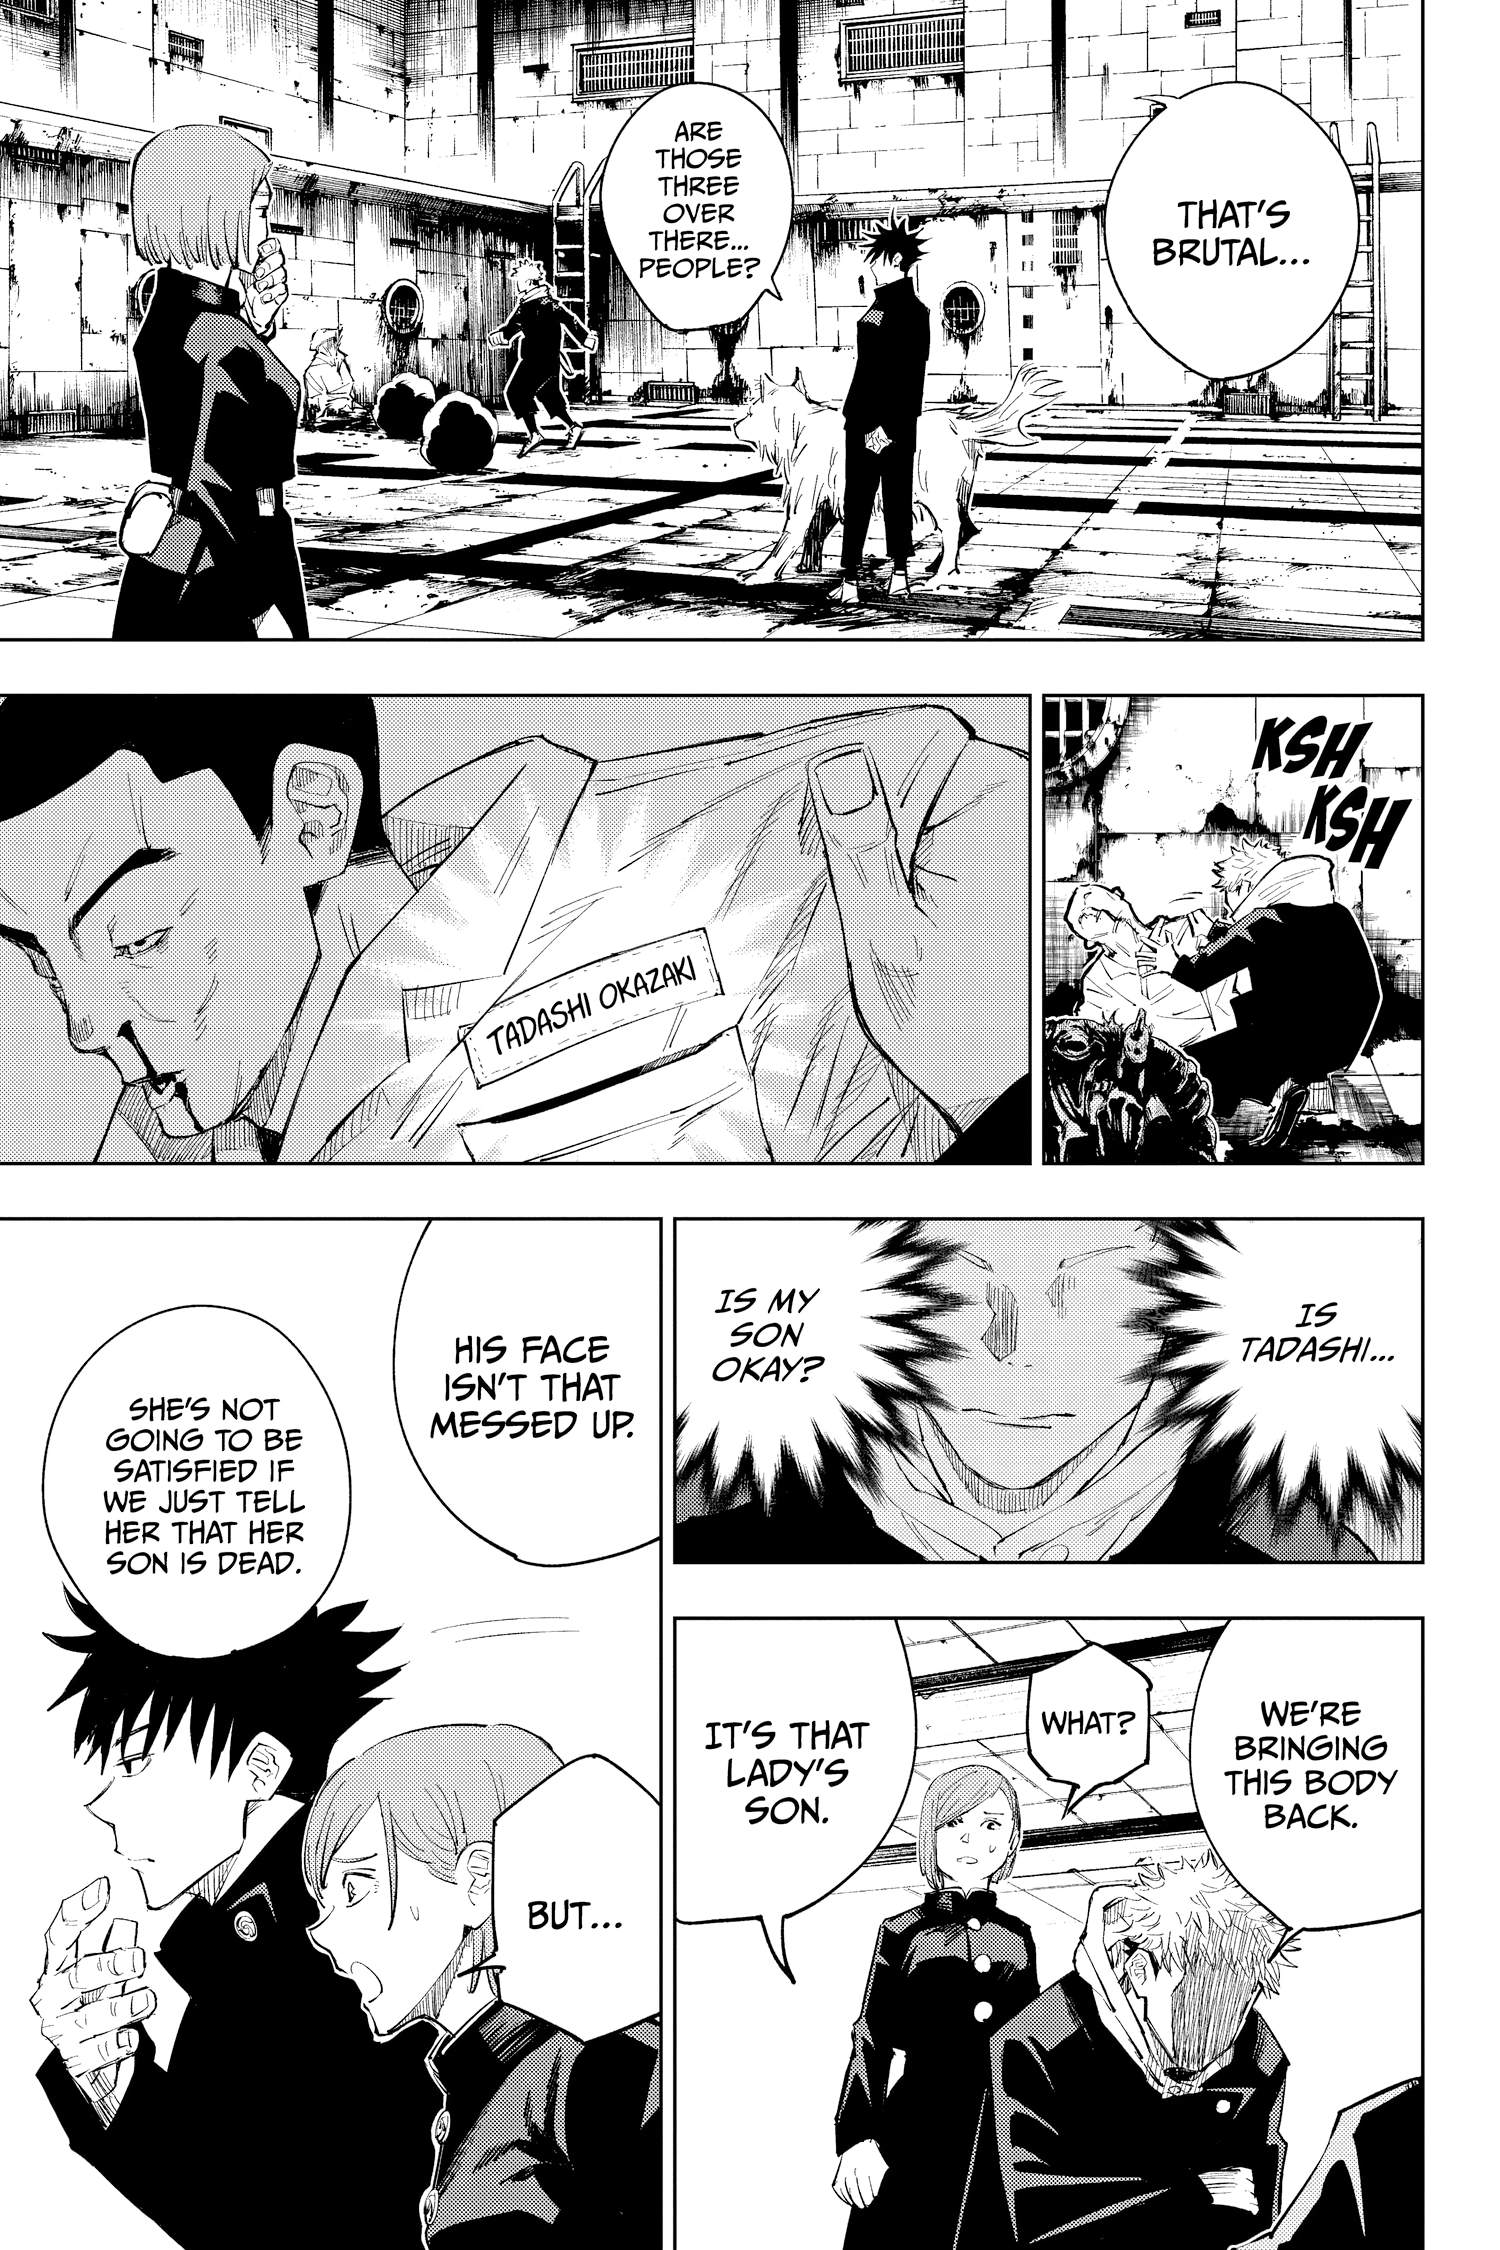 THAT'S
BRUTAL...
ARE
THOSE
THREE
OVER
THERE...
PEOPLE?
KSH
KSH
TADASHI OKAZAKI
IS
TADASHI...
IS MY
SON
OKAY?
WE'RE
BRINGING
THIS BODY
BACK.
WHAT?
IT'S THAT
LADY'S
SON.
HIS FACE
ISN'T THAT
MESSED UP.
SHE'S NOT
GOING TO BE
SATISFIED IF
WE JUST TELL
HER THAT HER
SON IS DEAD.
BUT...